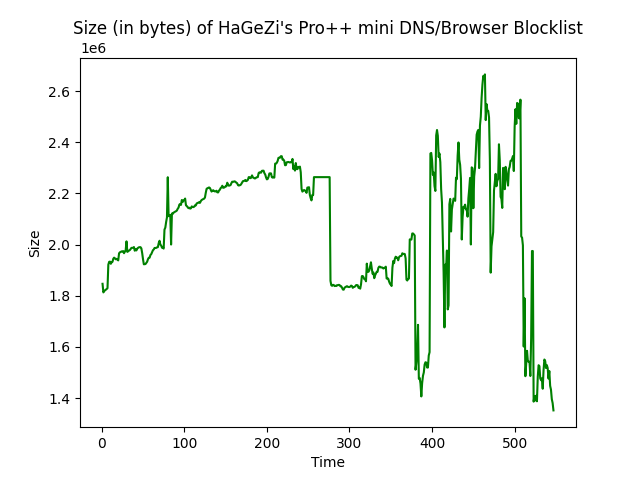 Size (in bytes) of HaGeZi's Pro++ mini DNS/Browser Blocklist
1e6
2.6
2.4
2.2
2.0
1.8
1.6
1.4
Size
0 100 200 300 400 500
Time